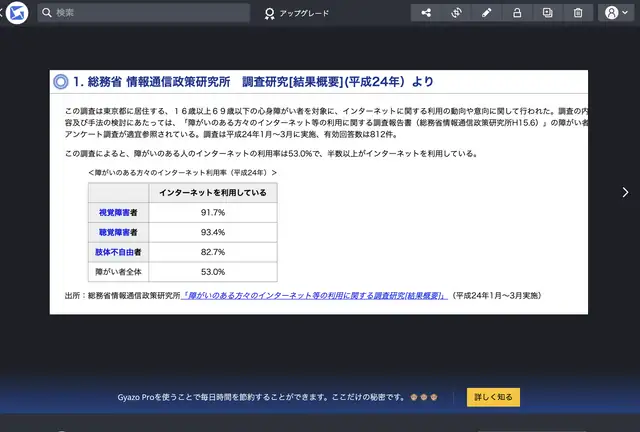 検索
アップグレード
1. 総務省 情報通信政策研究所　調査研究[結果概要](平成24年）より
この調査は東京都に居住する、１６歳以上６９歳以下の心身障がい者を対象に、インターネットに関する利用の動向や意向に関して行われた。調査の内
容及び手法の検討にあたっては、「障がいのある方々のインターネット等の利用に関する調査報告書（総務省情報通信政策研究所H15.6）」の障がい者
アンケート調査が適宜参照されている。調査は平成24年1月～3月に実施、有効回答数は812件。
この調査によると、障がいのある人のインターネットの利用率は53.0%で、半数以上がインターネットを利用している。
＜障がいのある方々のインターネット利用率（平成24年）＞
インターネットを利用している
視覚障害者 91.7%
聴覚障害者 93.4%
肢体不自由者 82.7%
障がい者全体 53.0%
出所：総務省情報通信政策研究所「障がいのある方々のインターネット等の利用に関する調査研究[結果概要]」（平成24年1月～3月実施）
Gyazo Proを使うことで毎日時間を節約することができます。ここだけの秘密です。 🙊🙊🙊
詳しく知る